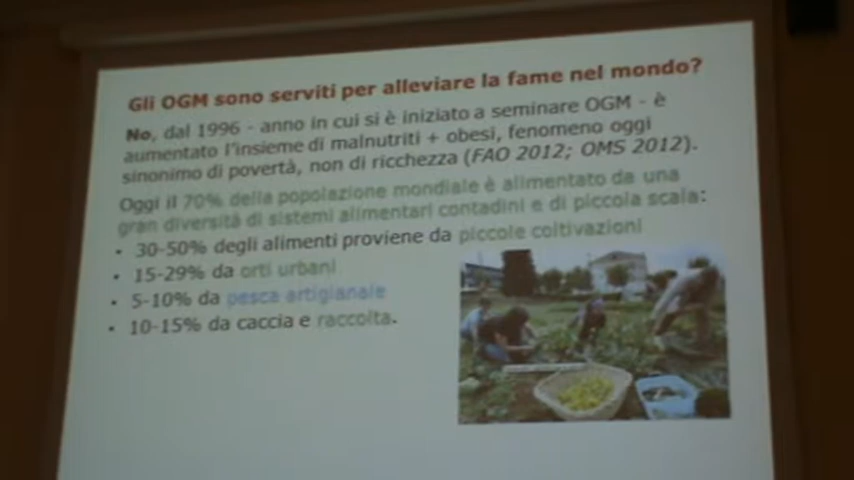 Gli OGM sono serviti per alleviare la fame nel mondo?
No, dal 1996 - anno in cui si è iniziato a seminare OGM - è
aumentato l'insieme di malnutriti + obesi, fenomeno oggi
sinonimo di povertà, non di ricchezza (FAO 2012; OMS 2012).
Oggi il 70% della popolazione mondiale è alimentato da una
gran diversità di sistemi alimentari contadini e di piccola scala:
• 30-50% degli alimenti proviene da piccole coltivazioni
• 15-29% da orti urbani
• 5-10% da pesca artigianale
• 10-15% da caccia e raccolta.